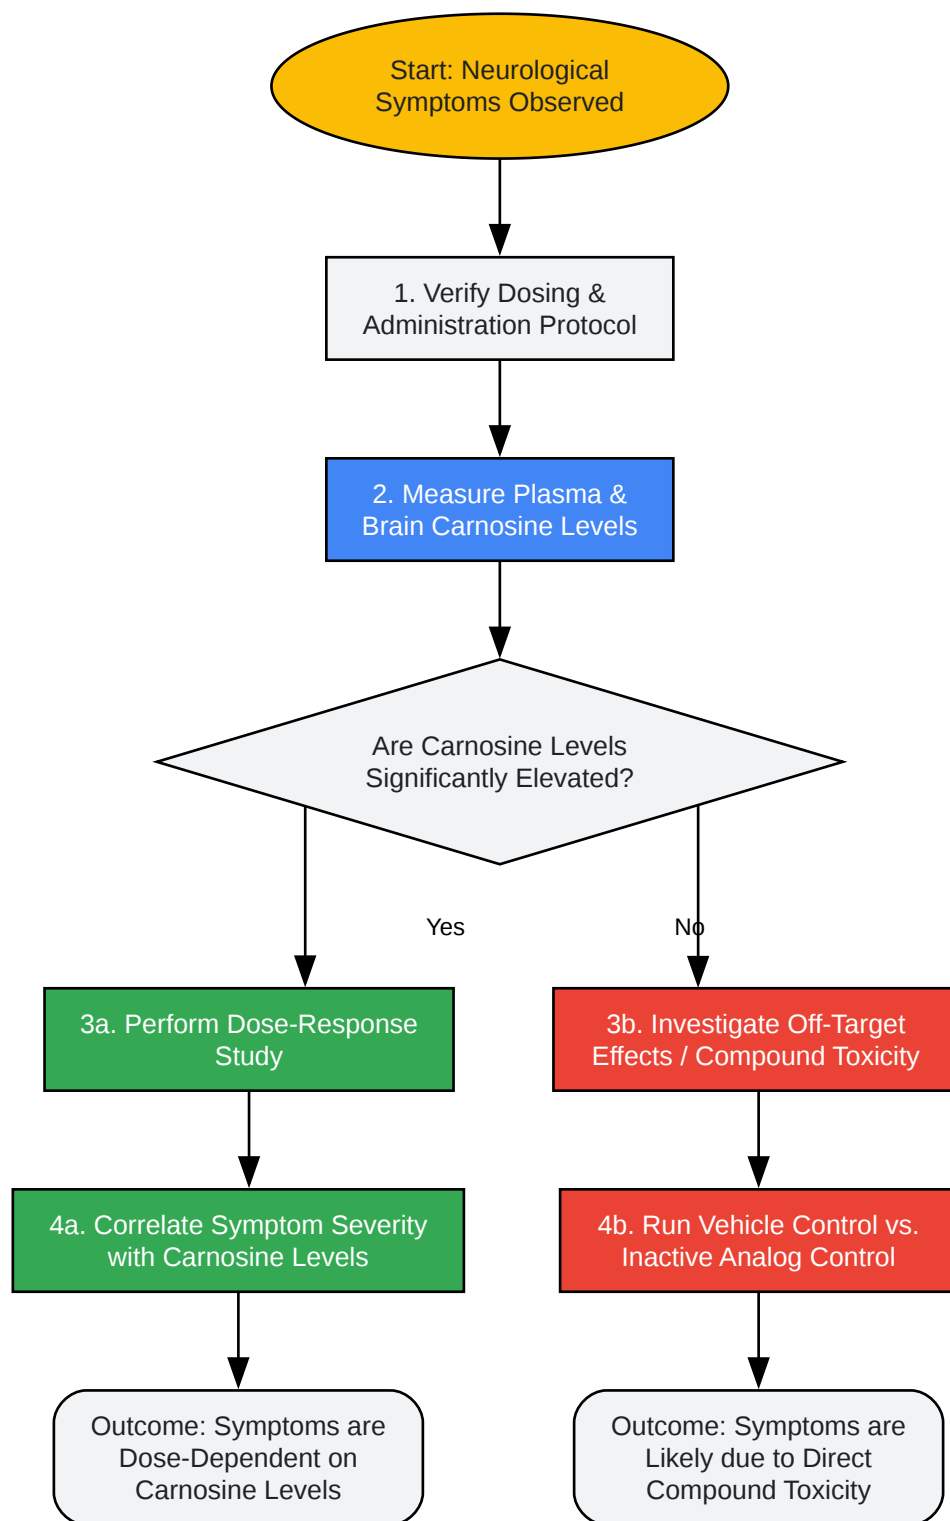 Start: Neurological
Symptoms Observed
1. Verify Dosing &
Administration Protocol
2. Measure Plasma &
Brain Carnosine Levels
Are Carnosine Levels
Significantly Elevated?
Yes
No
3a. Perform Dose-Response
Study
3b. Investigate Off-Target
Effects / Compound Toxicity
4a. Correlate Symptom Severity
with Carnosine Levels
4b. Run Vehicle Control vs.
Inactive Analog Control
Outcome: Symptoms are
Dose-Dependent on
Carnosine Levels
Outcome: Symptoms are
Likely due to Direct
Compound Toxicity